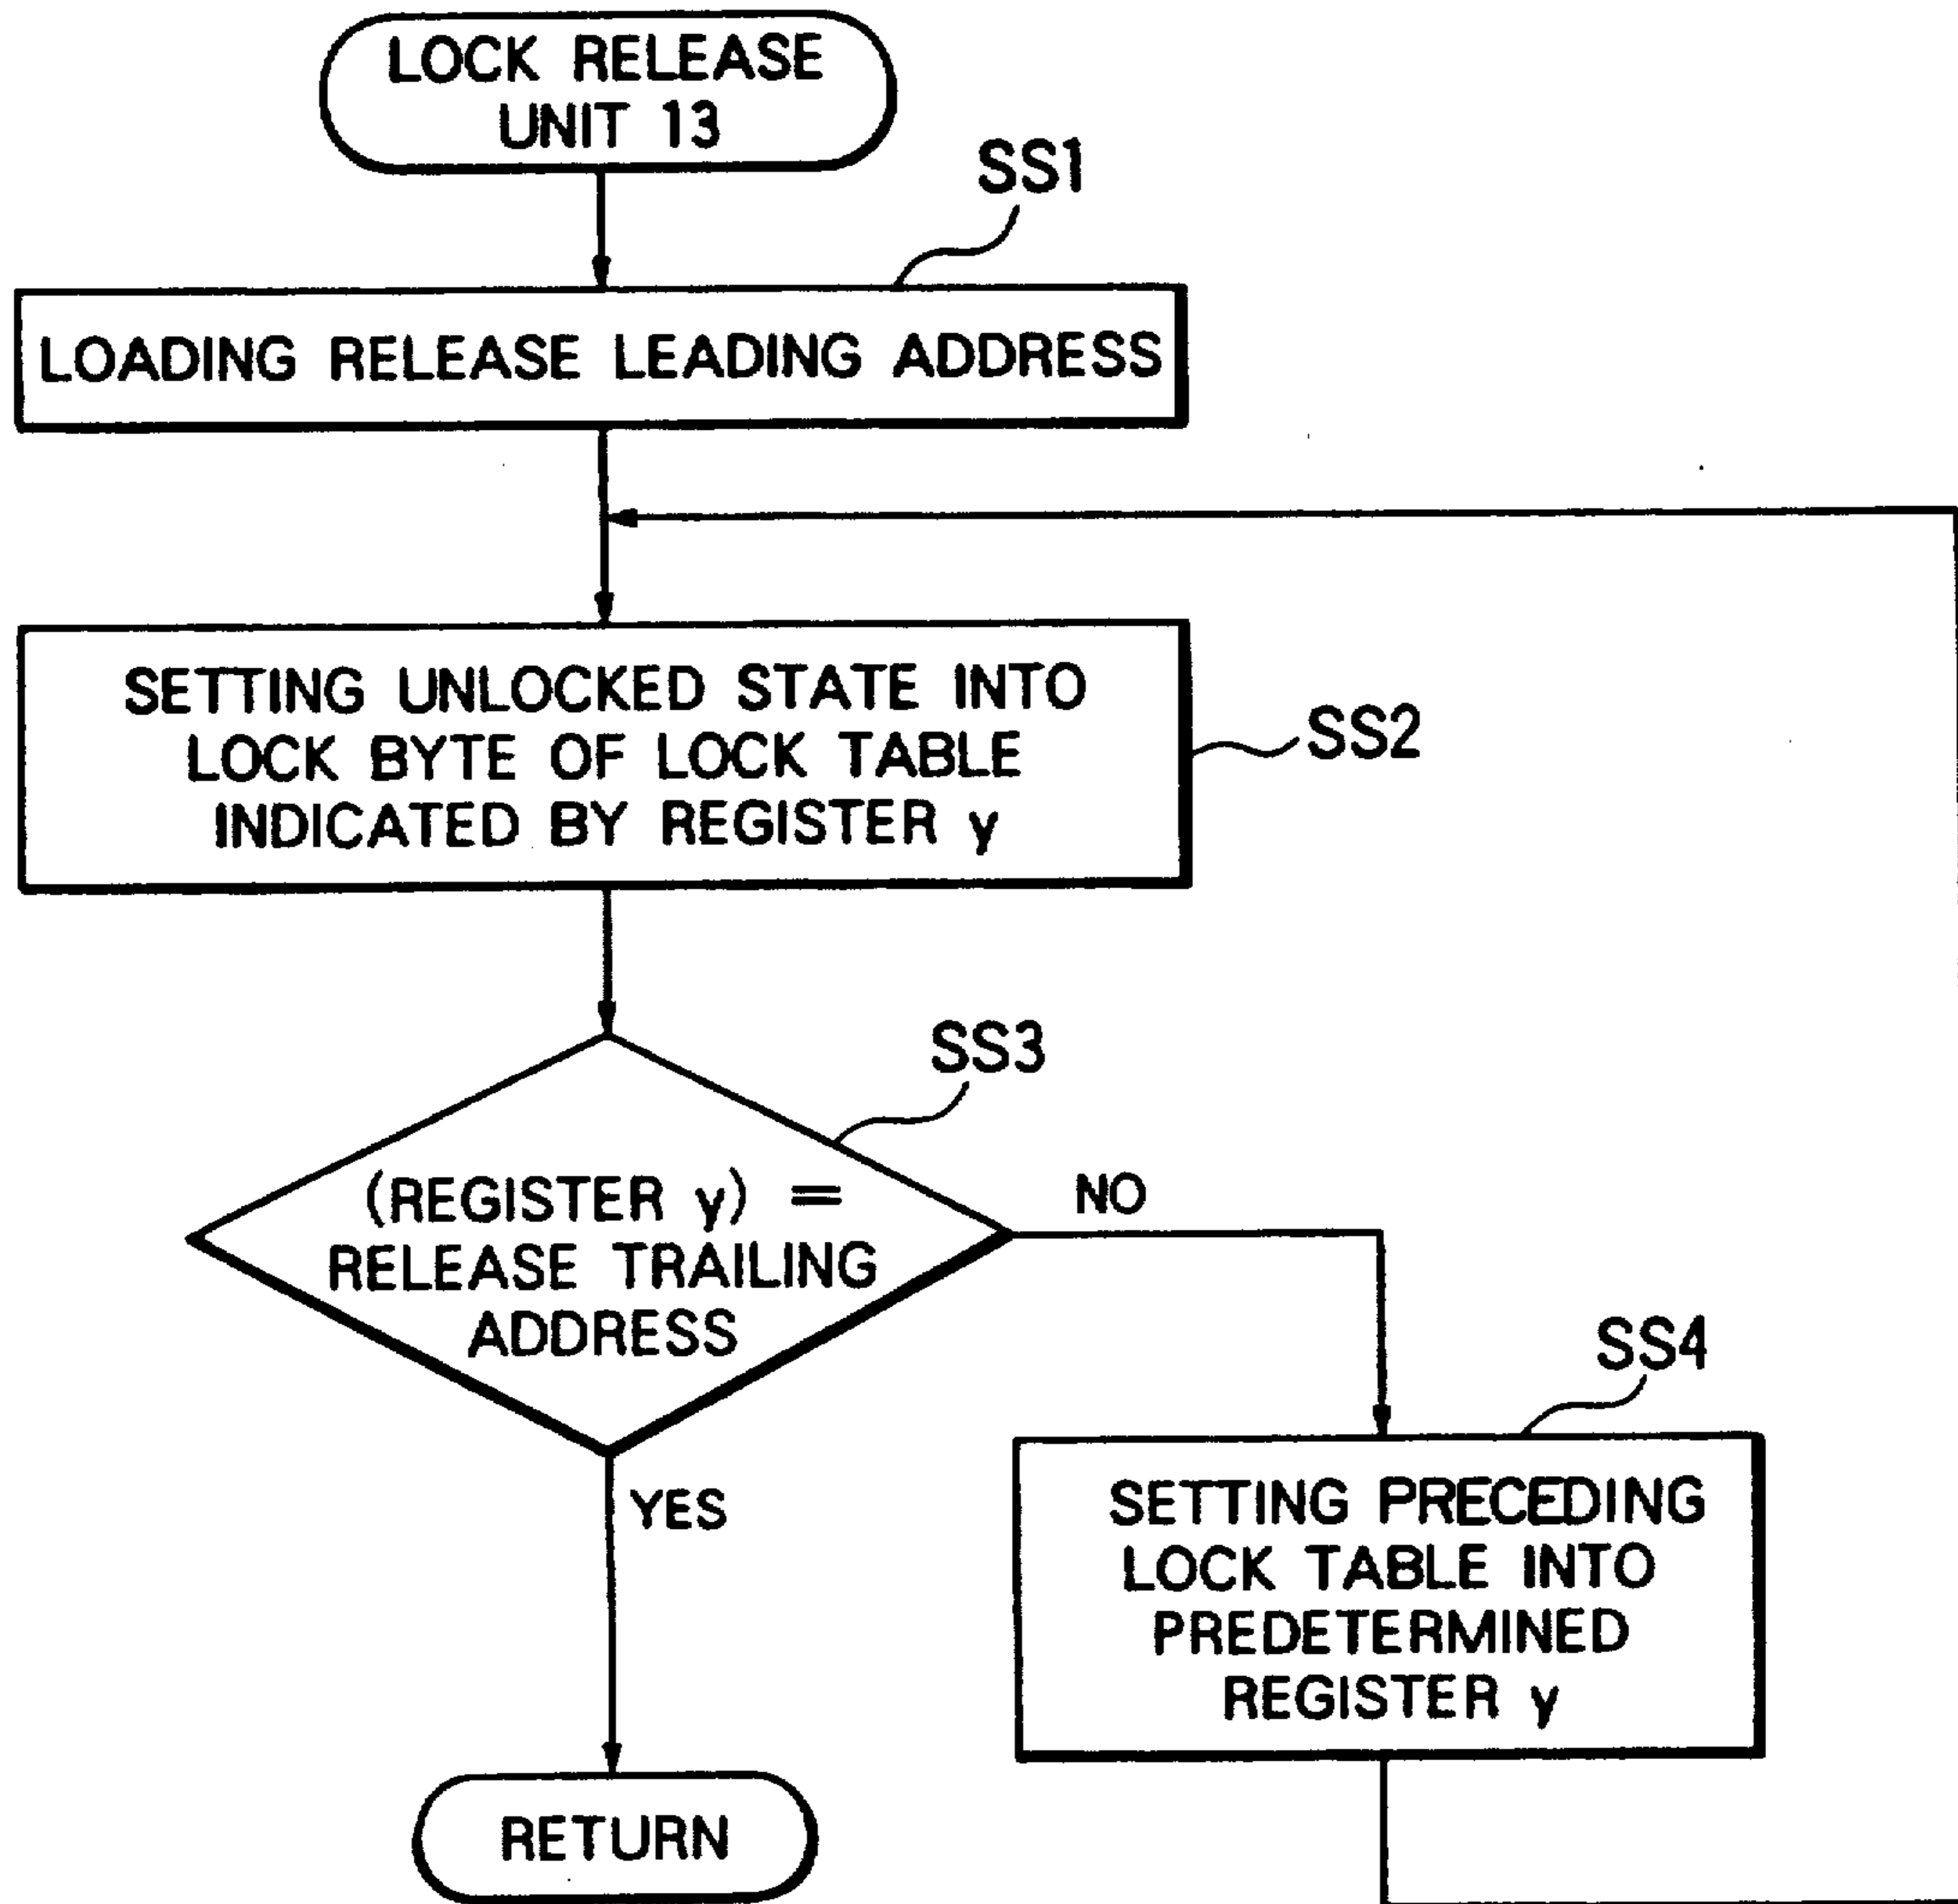 LOCK RELEASE
UNIT 13
SS1
LOADING RELEASE LEADING ADDRESS
SETTING UNLOCKED STATE INTO
LOCK BYTE OF LOCK TABLE
INDICATED BY REGISTER y
SS2
SS3
(REGISTER y) =
RELEASE TRAILING
ADDRESS
NO
YES
SS4
SETTING PRECEDING
LOCK TABLE INTO
PREDETERMINED
REGISTER y
RETURN